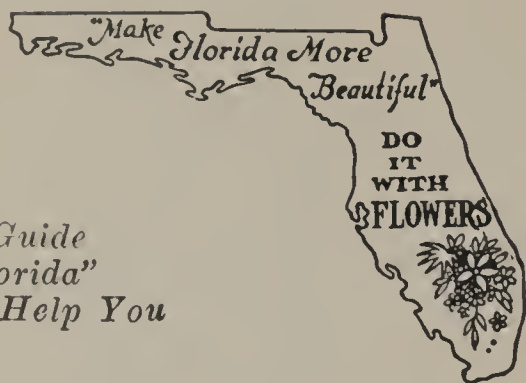 "Make
Florida More
Beautiful"
DO
IT
WITH
FLOWERS
Guide
orida"
Help You